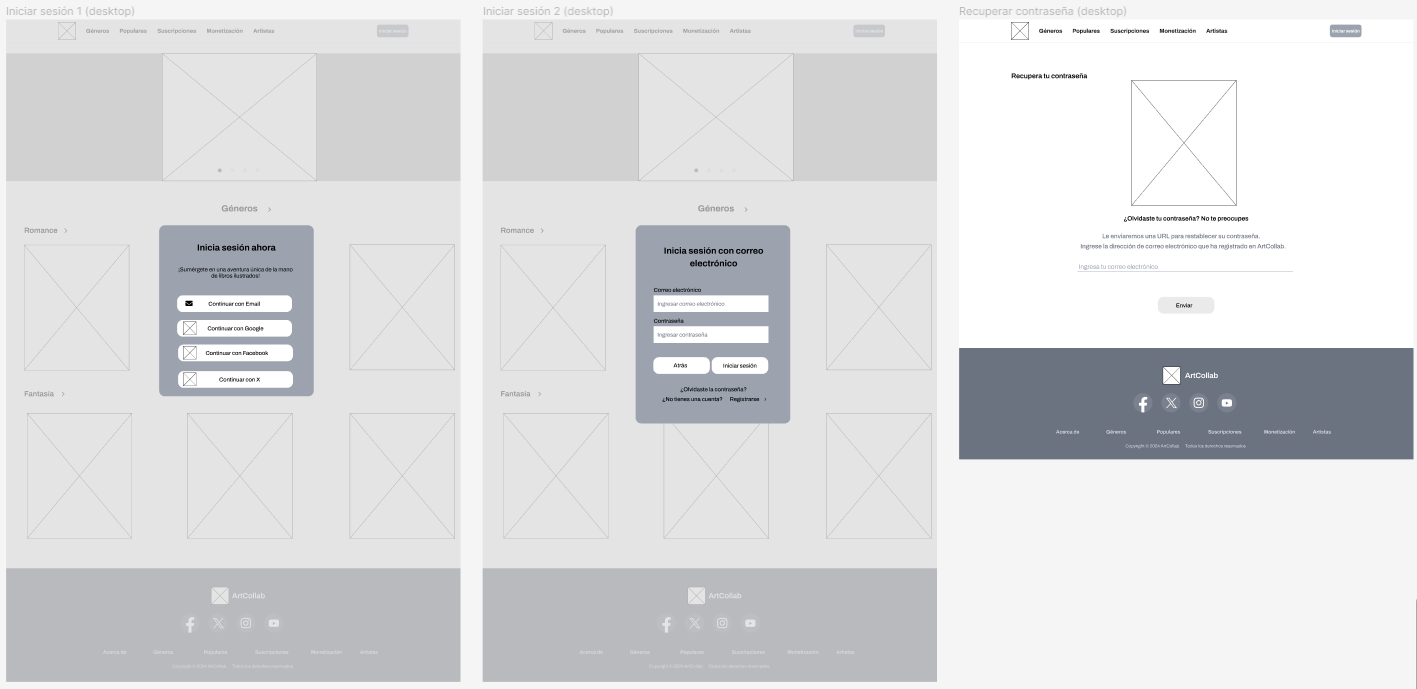 Iniciar sesión 1 (desktop)
Géneros Populares Suscripciones Monetización Artistas Iniciar sesión
Géneros >
Romance >
Inicia sesión ahora
¡Sumérgete en una aventura única de la mano
de libros ilustrados!
Continuar con Email
Continuar con Google
Continuar con Facebook
Continuar con X
Fantasía >
ArtCollab
Acerca de Géneros Populares Suscripciones Monetización Artistas
Copyright © 2024 ArtCollab Todos los derechos reservados
Iniciar sesión 2 (desktop)
Géneros Populares Suscripciones Monetización Artistas Iniciar sesión
Géneros >
Romance >
Inicia sesión con correo
electrónico
Correo electrónico
Ingresar correo electrónico
Contraseña
Ingresar contraseña
Atrás Iniciar sesión
¿Olvidaste la contraseña?
¿No tienes una cuenta? Registrarse >
Fantasía >
ArtCollab
Acerca de Géneros Populares Suscripciones Monetización Artistas
Copyright © 2024 ArtCollab Todos los derechos reservados
Recuperar contraseña (desktop)
Géneros Populares Suscripciones Monetización Artistas Iniciar sesión
Recupera tu contraseña
¿Olvidaste tu contraseña? No te preocupes
Le enviaremos una URL para restablecer su contraseña.
Ingrese la dirección de correo electrónico que ha registrado en ArtCollab.
Ingresa tu correo electrónico
Enviar
ArtCollab
Acerca de Géneros Populares Suscripciones Monetización Artistas
Copyright © 2024 ArtCollab Todos los derechos reservados